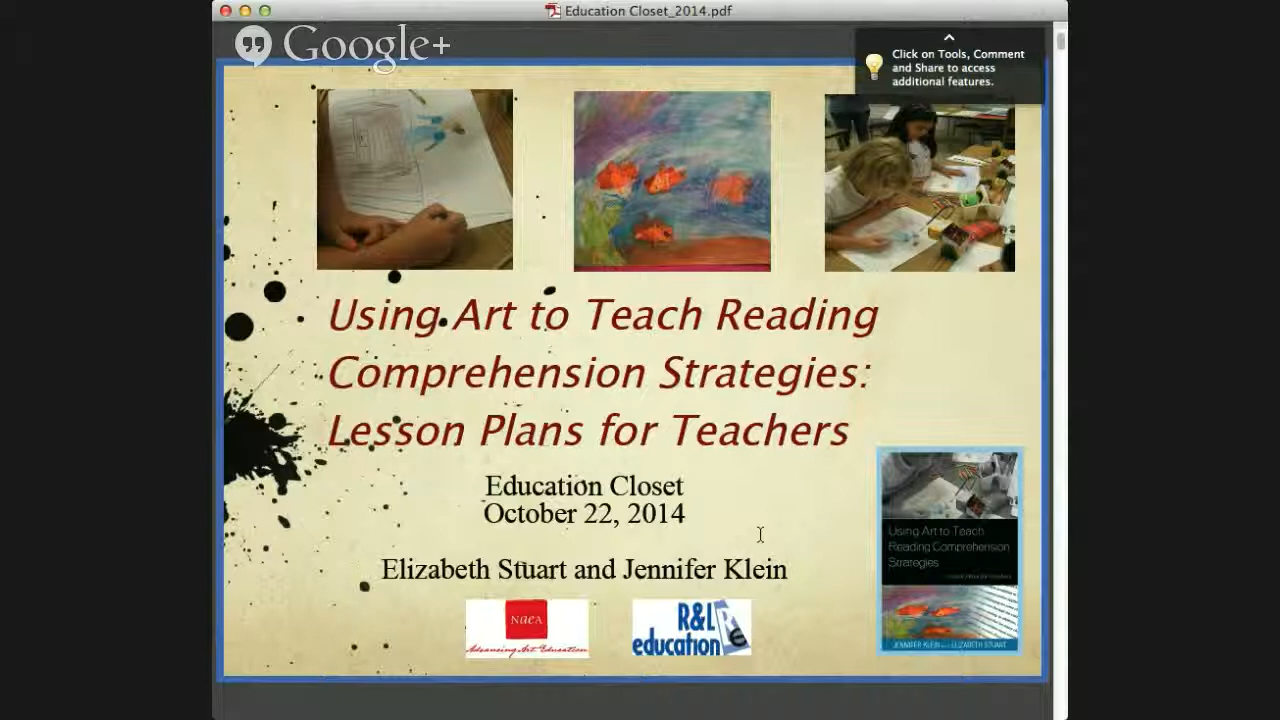 Education Closet_2014.pdf
Google+
Click on Tools, Comment
and Share to access
additional features.
Using Art to Teach Reading
Comprehension Strategies:
Lesson Plans for Teachers
Education Closet
October 22, 2014
Elizabeth Stuart and Jennifer Klein
NaeA
Advancing Art Education
R&L
education
Using Art to Teach
Reading Comprehension
Strategies
JENNIFER KLEIN and ELIZABETH STUART